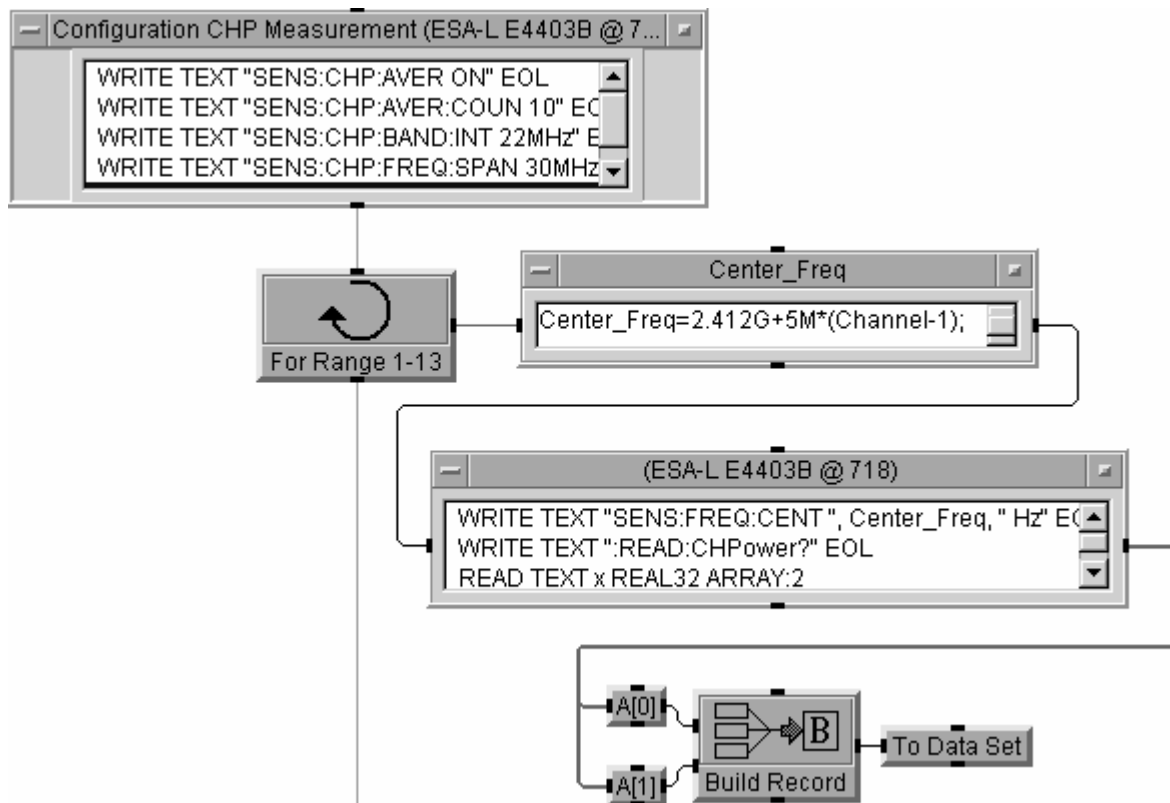 Configuration CHP Measurement (ESA-L E4403B @ 7...
WRITE TEXT "SENS:CHP:AVER ON" EOL
WRITE TEXT "SENS:CHP:AVER:COUN 10" EO
WRITE TEXT "SENS:CHP:BAND:INT 22MHz" E
WRITE TEXT "SENS:CHP:FREQ:SPAN 30MHz
For Range 1-13
Center_Freq
Center_Freq=2.412G+5M*(Channel-1);
(ESA-L E4403B @ 718)
WRITE TEXT "SENS:FREQ:CENT ", Center_Freq, " Hz" EO
WRITE TEXT ":READ:CHPower?" EOL
READ TEXT x REAL32 ARRAY:2
A[0]
B
To Data Set
A[1]
Build Record